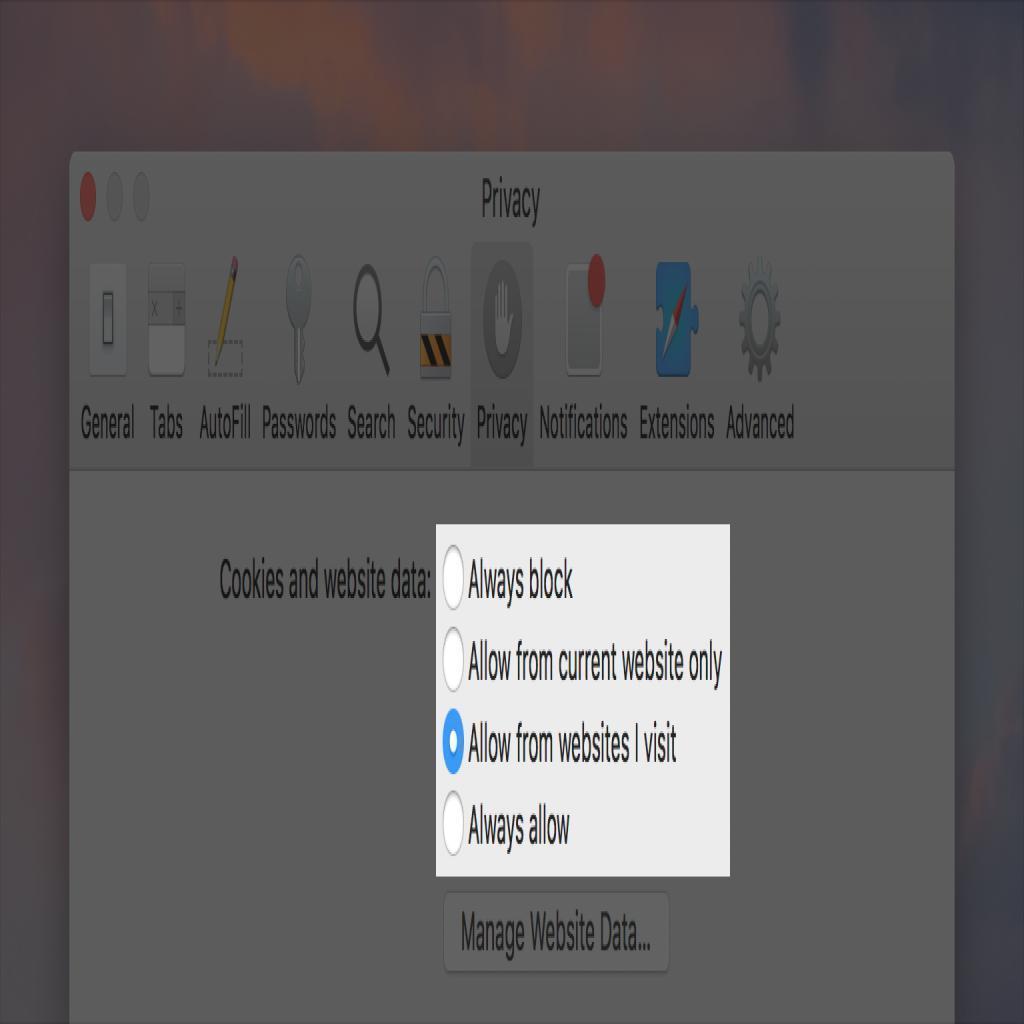 Privacy
General Tabs AutoFill Passwords Search Security Privacy Notifications Extensions Advanced
Cookies and website data: Always block
Allow from current website only
Allow from websites I visit
Always allow
Manage Website Data...